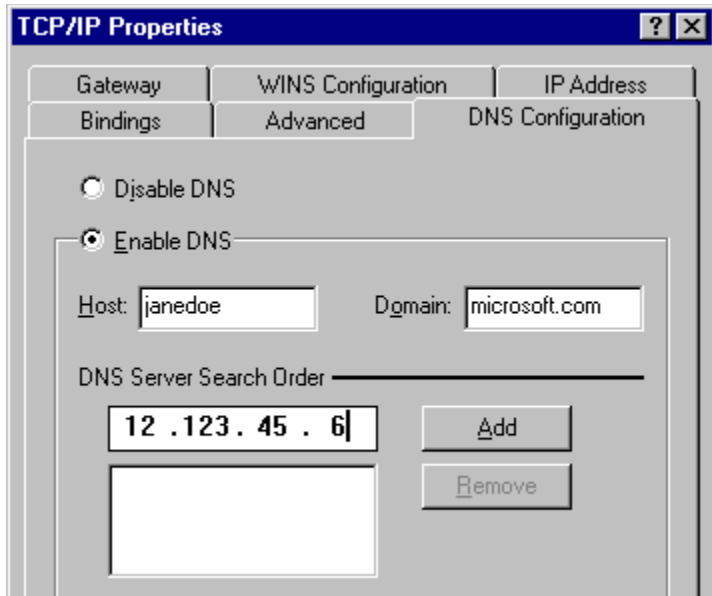 TCP/IP Properties ? ×
Gateway WINS Configuration IP Address
Bindings Advanced DNS Configuration
Disable DNS
Enable DNS
Host: janedoe Domain: microsoft.com
DNS Server Search Order
12 .123. 45 . 6 Add
Remove